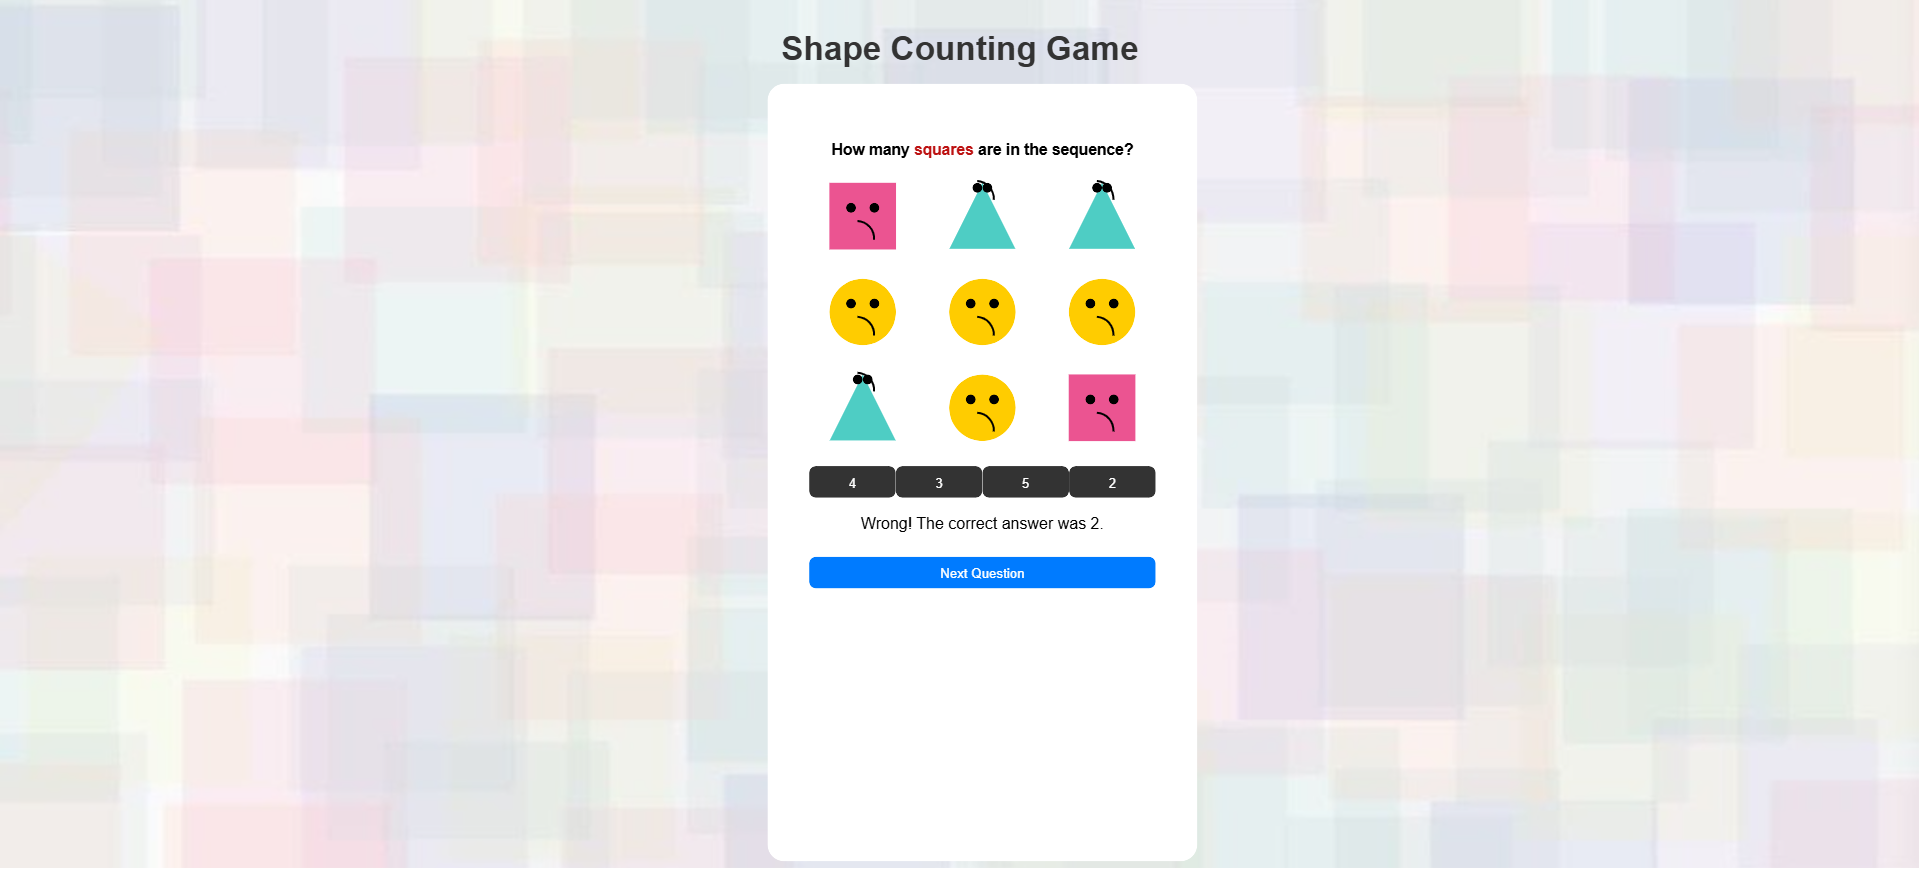 Shape Counting Game
How many squares are in the sequence?
4 3 5 2
Wrong! The correct answer was 2.
Next Question